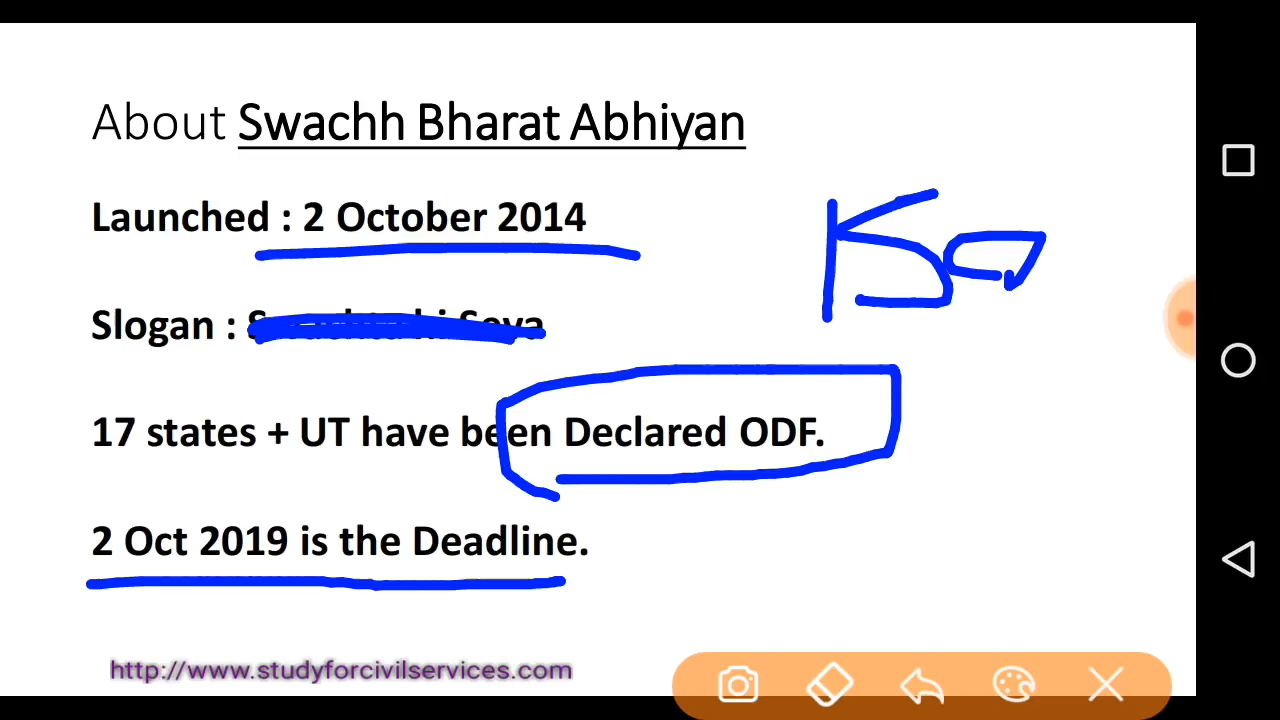 About Swachh Bharat Abhiyan
Launched : 2 October 2014
Slogan :
17 states + UT have been Declared ODF.
2 Oct 2019 is the Deadline.
http://www.studyforcivilservices.com